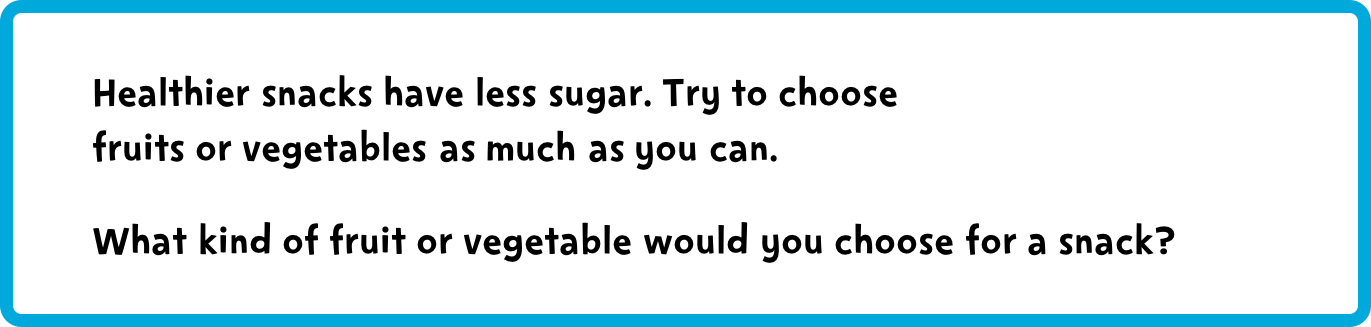 Healthier snacks have less sugar. Try to choose
fruits or vegetables as much as you can.
What kind of fruit or vegetable would you choose for a snack?